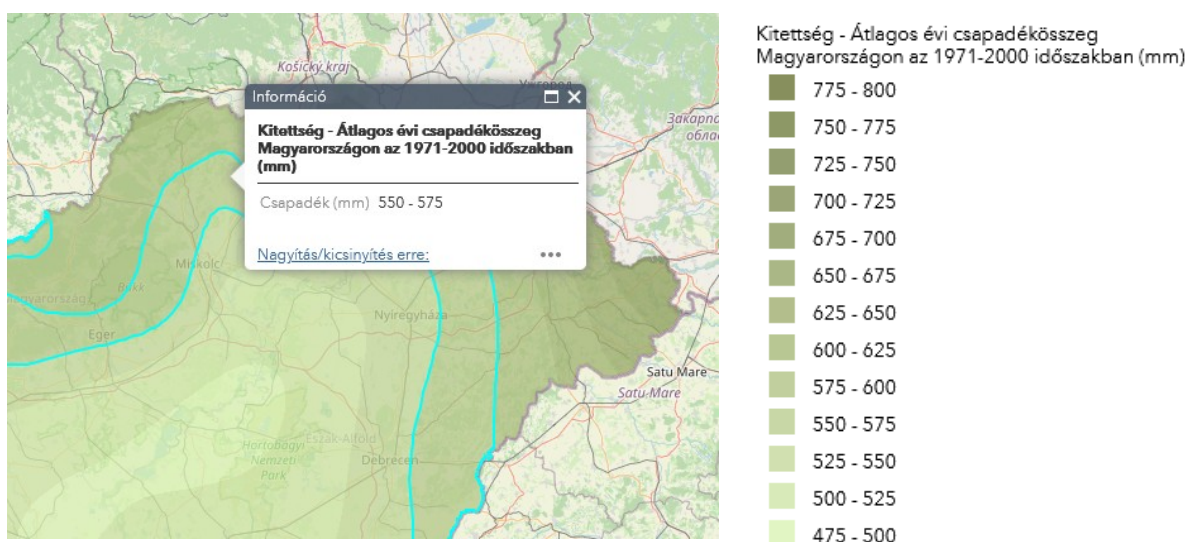 Košický kraj
Ужгород
Satu Mare
Satu-Mare
Miskolc
Bükk
Eger
Nyíregyháza
Észak-Alföld
Hortobágyi
Nemzeti
Park
Debrecen
Információ
Kitettség - Átlagos évi csapadékösszeg
Magyarországon az 1971-2000 időszakban
(mm)
Csapadék (mm) 550 - 575
Nagyítás/kicsinyítés erre:
Kitettség - Átlagos évi csapadékösszeg
Magyarországon az 1971-2000 időszakban (mm)
775 - 800
750 - 775
725 - 750
700 - 725
675 - 700
650 - 675
625 - 650
600 - 625
575 - 600
550 - 575
525 - 550
500 - 525
475 - 500